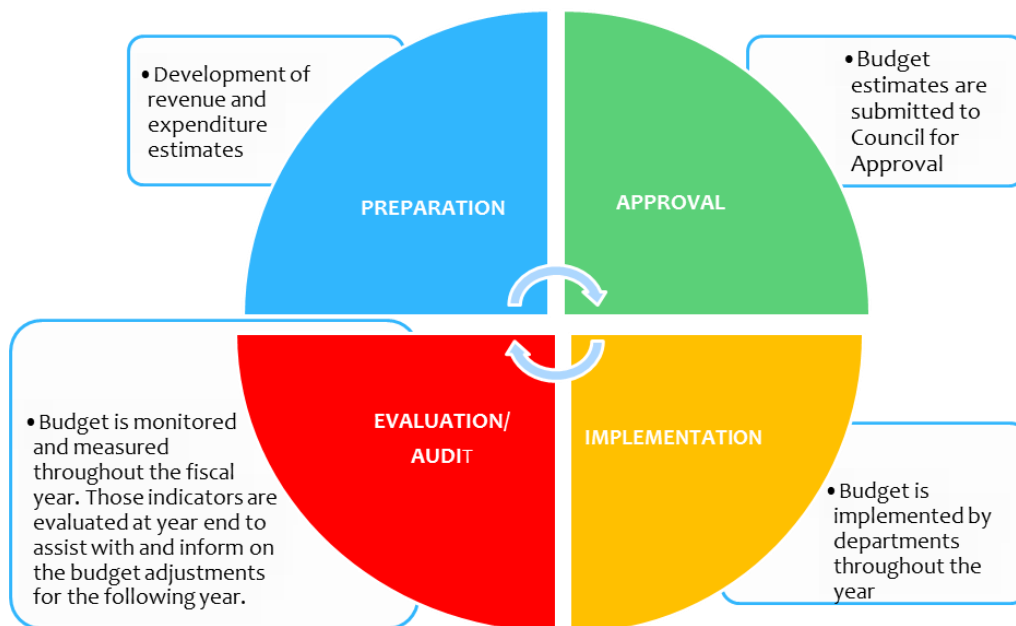 •Development of
revenue and
expenditure
estimates
PREPARATION
APPROVAL
•Budget
estimates are
submitted to
Council for
Approval
•Budget is monitored
and measured
throughout the fiscal
year. Those indicators are
evaluated at year end to
assist with and inform on
the budget adjustments
for the following year.
EVALUATION/
AUDIT
IMPLEMENTATION
•Budget is
implemented by
departments
throughout the
year